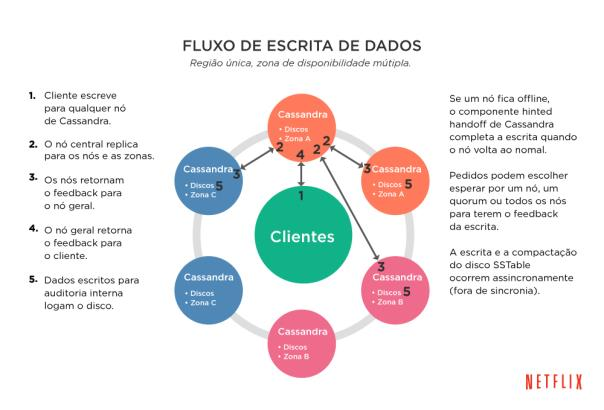 FLUXO DE ESCRITA DE DADOS
Região única, zona de disponibilidade mútipla.
1. Cliente escreve
para qualquer nó
de Cassandra.
2. O nó central replica
para os nós e as zonas.
3. Os nós retornam
o feedback para
o nó geral.
4. O nó geral retorna
o feedback para
o cliente.
5. Dados escritos para
auditoria interna
logam o disco.
Cassandra
• Discos
• Zona A
2
4
2
2
Cassandra
3
• Discos 5
• Zona C
3
Cassandra
• Discos 5
• Zona A
1
Clientes
Cassandra
• Discos
• Zona C
3
Cassandra
• Discos 5
• Zona B
Cassandra
• Discos
• Zona B
Se um nó fica offline,
o componente hinted
handoff de Cassandra
completa a escrita quando
o nó volta ao nomal.
Pedidos podem escolher
esperar por um nó, um
quorum ou todos os nós
para terem o feedback
da escrita.
A escrita e a compactação
do disco SSTable
ocorrem assincronamente
(fora de sincronia).
NETFLIX